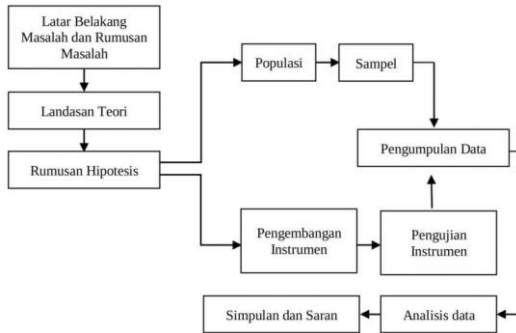 Latar Belakang
Masalah dan Rumusan
Masalah
Landasan Teori
Rumusan Hipotesis
Populasi
Sampel
Pengumpulan Data
Pengembangan
Instrumen
Pengujian
Instrumen
Simpulan dan Saran
Analisis data